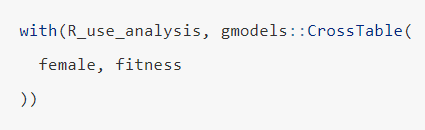 with(R_use_analysis, gmodels::CrossTable(
  female, fitness
))